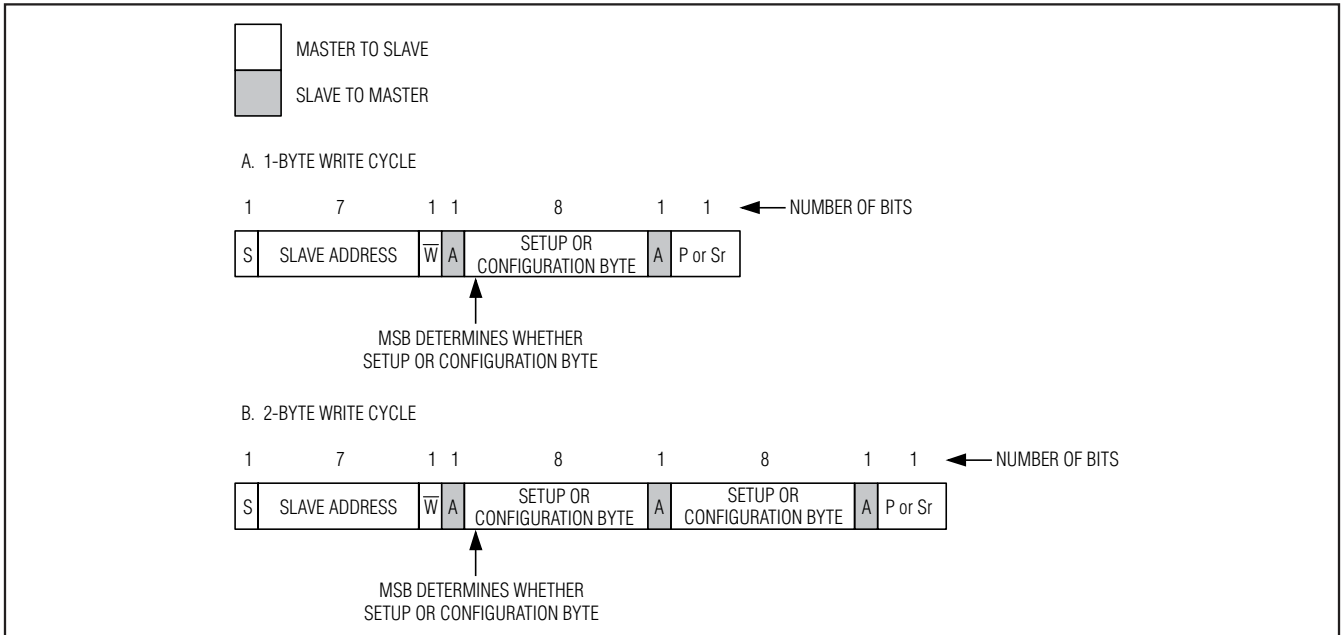 MASTER TO SLAVE
SLAVE TO MASTER
A. 1-BYTE WRITE CYCLE
1 7 1 1 8 1 1 NUMBER OF BITS
S SLAVE ADDRESS W̅ A SETUP OR CONFIGURATION BYTE A P or Sr
MSB DETERMINES WHETHER
SETUP OR CONFIGURATION BYTE
B. 2-BYTE WRITE CYCLE
1 7 1 1 8 1 8 1 1 NUMBER OF BITS
S SLAVE ADDRESS W̅ A SETUP OR CONFIGURATION BYTE A SETUP OR CONFIGURATION BYTE A P or Sr
MSB DETERMINES WHETHER
SETUP OR CONFIGURATION BYTE